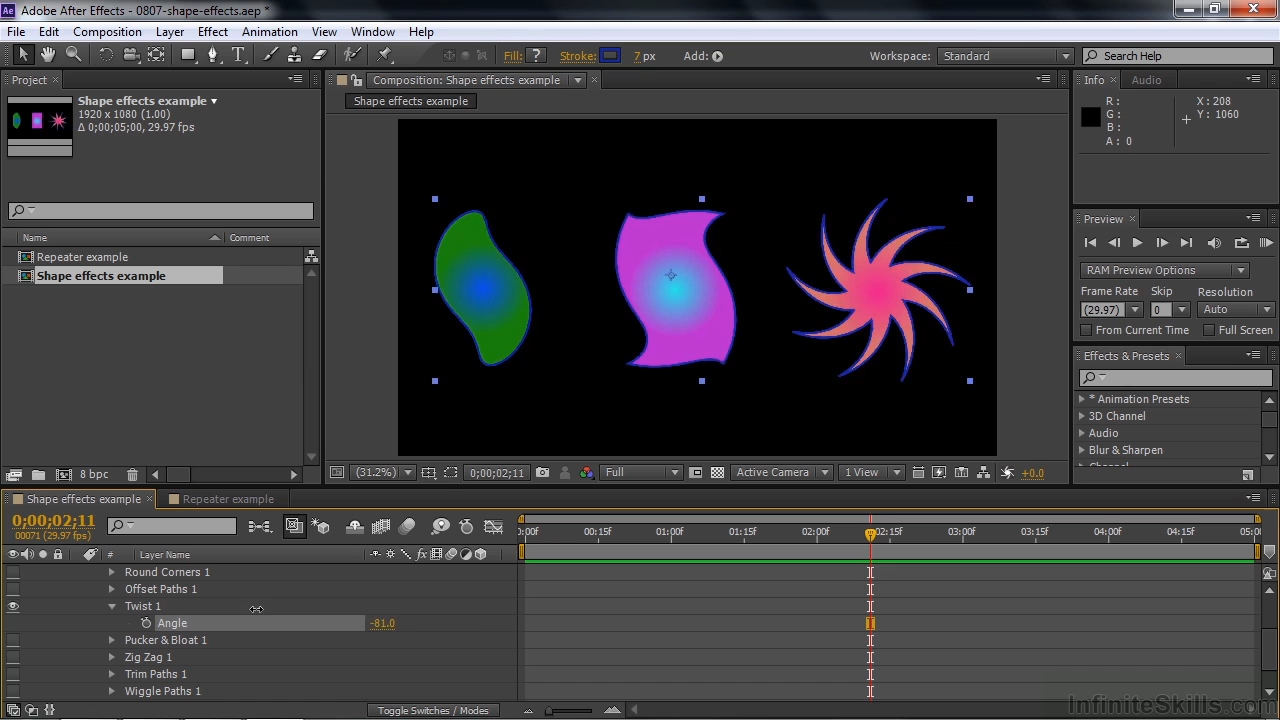 Ae Adobe After Effects - 0807-shape-effects.aep *
File Edit Composition Layer Effect Animation View Window Help
Fill: ? Stroke: 7 px Add: Workspace: Standard Search Help
Project
Shape effects example
1920 x 1080 (1.00)
Δ 0;00;05;00, 29.97 fps
Name Comment
Repeater example
Shape effects example
8 bpc
Composition: Shape effects example
Shape effects example
(31.2%) 0;00;02;11 Full Active Camera 1 View +0.0
Info Audio
R: X: 208
G: Y: 1060
B:
A: 0
Preview
RAM Preview Options
Frame Rate Skip Resolution
(29.97) 0 Auto
From Current Time Full Screen
Effects & Presets
* Animation Presets
3D Channel
Audio
Blur & Sharpen
Channel
Shape effects example Repeater example
0;00;02;11
00071 (29.97 fps)
:00f 00:15f 01:00f 01:15f 02:00f 02:15f 03:00f 03:15f 04:00f 04:15f 05:00
# Layer Name
Round Corners 1
Offset Paths 1
Twist 1
Angle -81.0
Pucker & Bloat 1
Zig Zag 1
Trim Paths 1
Wiggle Paths 1
Toggle Switches / Modes
InfiniteSkills.com